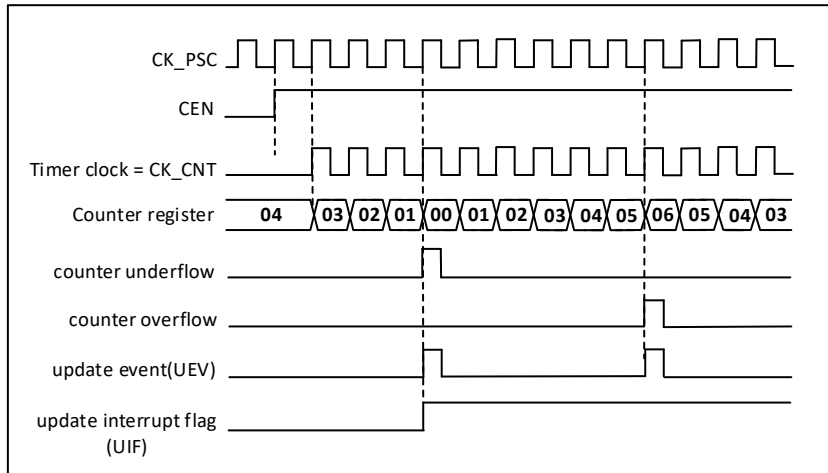 CK_PSC
CEN
Timer clock = CK_CNT
Counter register 04 03 02 01 00 01 02 03 04 05 06 05 04 03
counter underflow
counter overflow
update event(UEV)
update interrupt flag
(UIF)